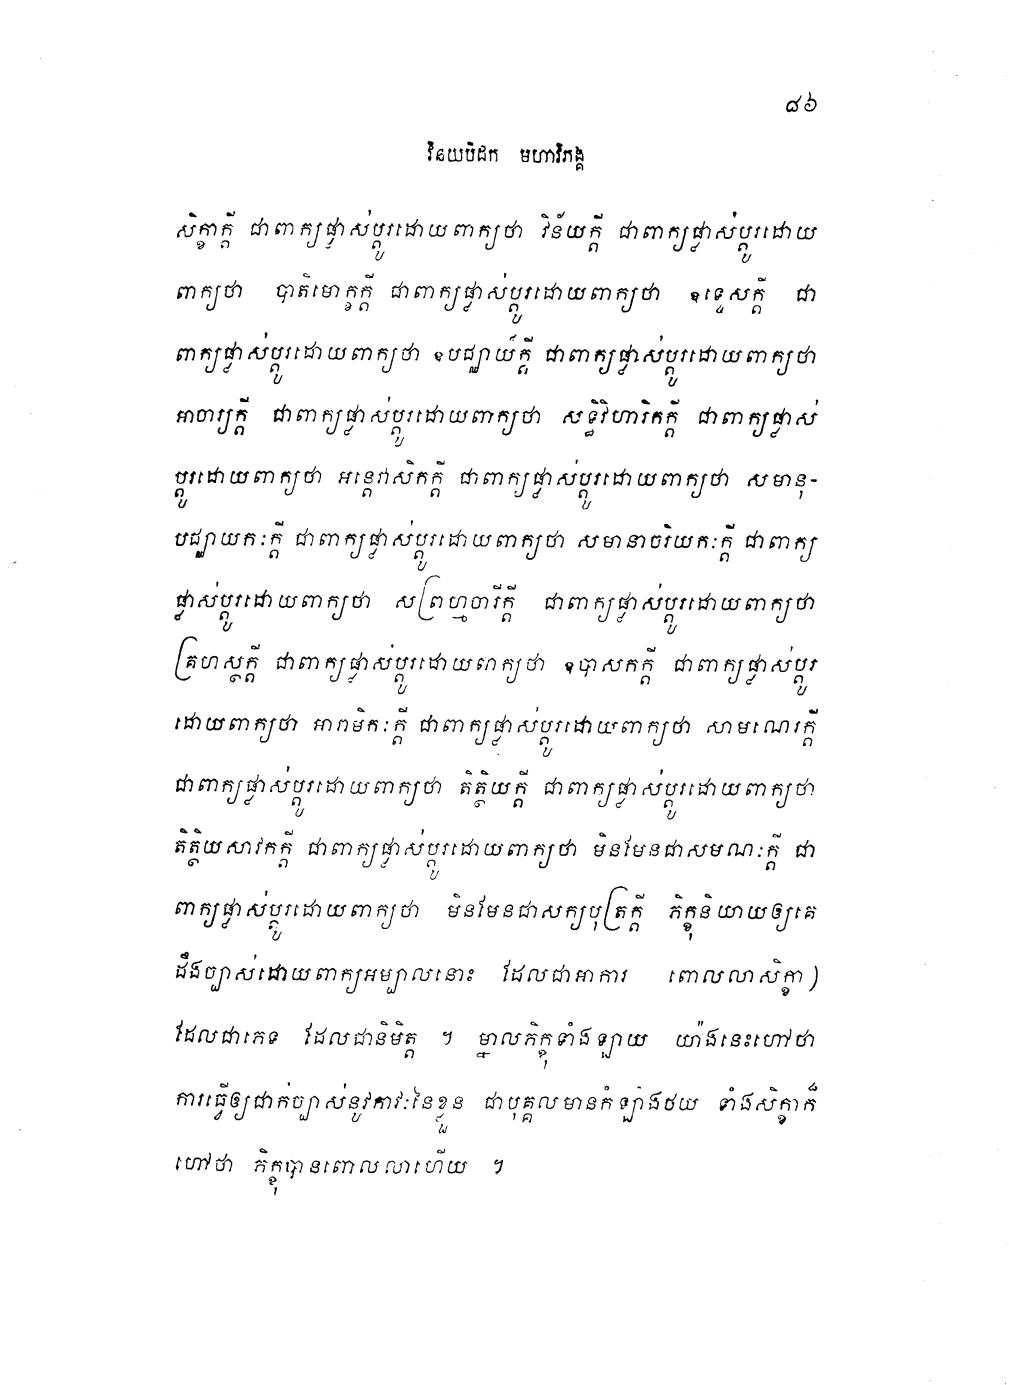 ៨៦
វិនយបិដក មហាវិភង្គ
សិក្ខាក្តី ជាពាក្យផ្លាស់ប្តូរដោយពាក្យថា វិន័យក្តី ជាពាក្យផ្លាស់ប្តូរដោយ
ពាក្យថា បាតិមោក្ខក្តី ជាពាក្យផ្លាស់ប្តូរដោយពាក្យថា ឧទ្ទេសក្តី ជា
ពាក្យផ្លាស់ប្តូរដោយពាក្យថា ឧបជ្ឈាយ៍ក្តី ជាពាក្យផ្លាស់ប្តូរដោយពាក្យថា
អាចារ្យក្តី ជាពាក្យផ្លាស់ប្តូរដោយពាក្យថា សទ្ធិវិហារិកក្តី ជាពាក្យផ្លាស់
ប្តូរដោយពាក្យថា អន្តេវាសិកក្តី ជាពាក្យផ្លាស់ប្តូរដោយពាក្យថា សមានុ-
បជ្ឈាយកៈក្តី ជាពាក្យផ្លាស់ប្តូរដោយពាក្យថា សមានាចរិយកៈក្តី ជាពាក្យ
ផ្លាស់ប្តូរដោយពាក្យថា សព្រហ្មចារីក្តី ជាពាក្យផ្លាស់ប្តូរដោយពាក្យថា
គ្រហស្ថក្តី ជាពាក្យផ្លាស់ប្តូរដោយពាក្យថា ឧបាសកក្តី ជាពាក្យផ្លាស់ប្តូរ
ដោយពាក្យថា អារាមិកៈក្តី ជាពាក្យផ្លាស់ប្តូរដោយពាក្យថា សាមណេរក្តី
ជាពាក្យផ្លាស់ប្តូរដោយពាក្យថា តិត្ថិយក្តី ជាពាក្យផ្លាស់ប្តូរដោយពាក្យថា
តិត្ថិយសាវកក្តី ជាពាក្យផ្លាស់ប្តូរដោយពាក្យថា មិនមែនជាសមណៈក្តី ជា
ពាក្យផ្លាស់ប្តូរដោយពាក្យថា មិនមែនជាសក្យបុត្រក្តី ភិក្ខុនិយាយឲ្យគេ
ដឹងច្បាស់ដោយពាក្យអម្បាលនោះ ដែលជាអាការ ពោលលាសិក្ខា)
ដែលជាភេទ ដែលជានិមិត្ត ។ ម្នាលភិក្ខុទាំងឡាយ យ៉ាងនេះហៅថា
ការធ្វើឲ្យជាក់ច្បាស់នូវភាវៈនៃខ្លួន ជាបុគ្គលមានកំឡាំងថយ ទាំងសិក្ខាក៏
ហៅថា ភិក្ខុបានពោលលាហើយ ។